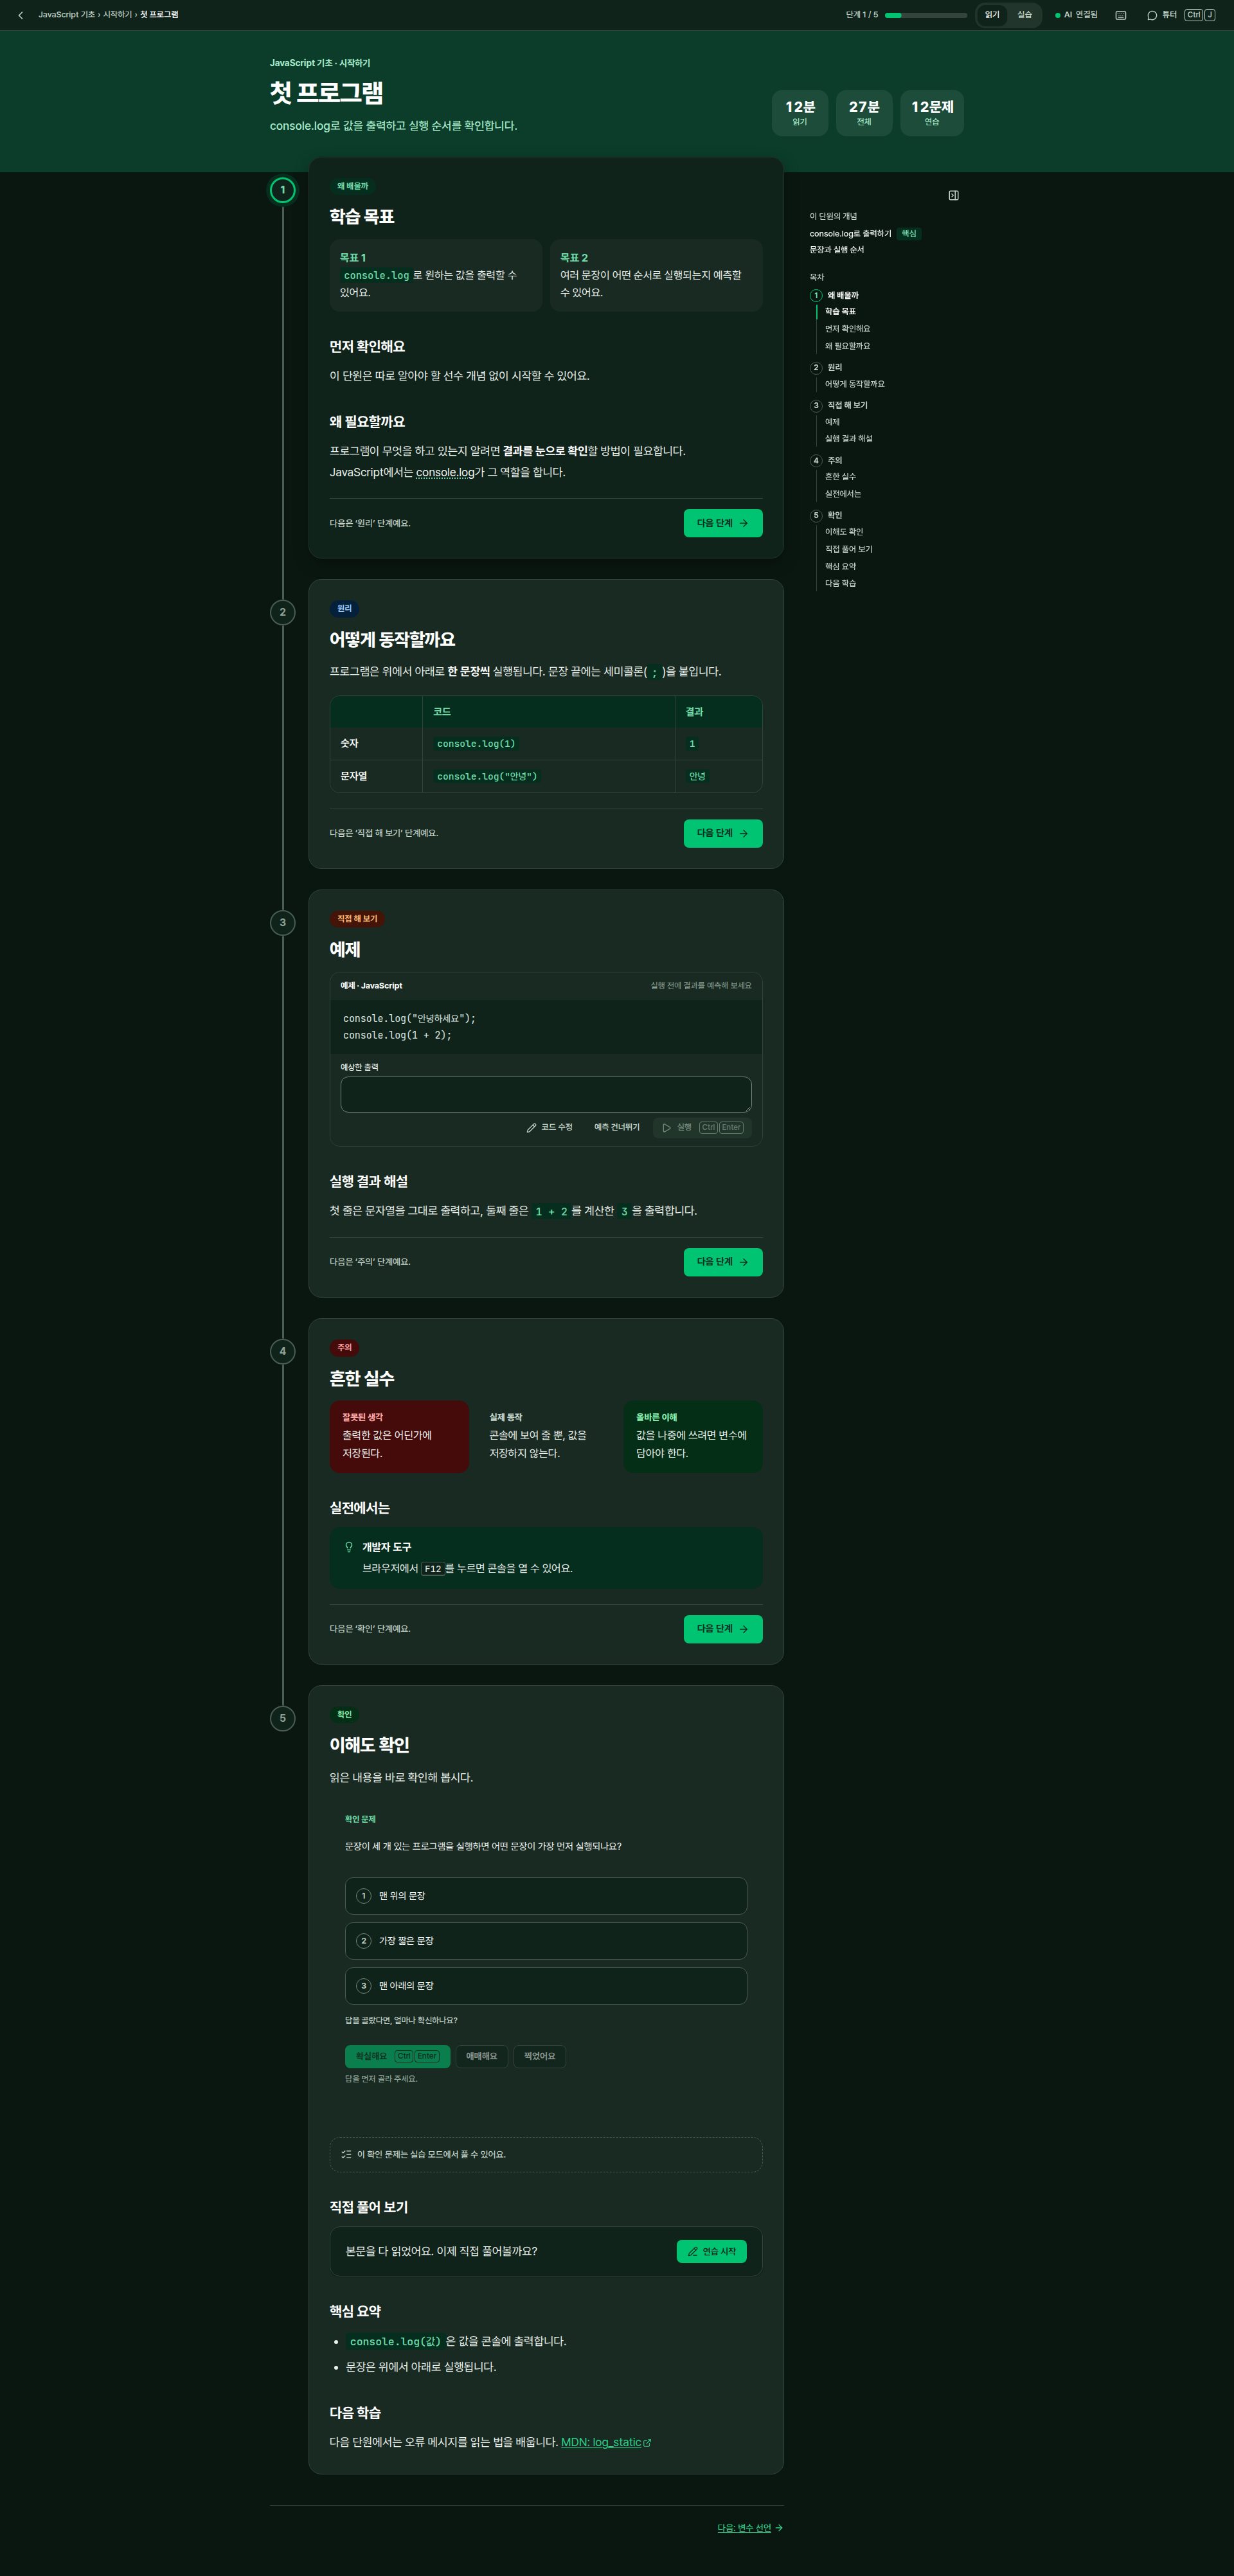 JavaScript 기초 › 시작하기 › 첫 프로그램
단계 1 / 5
읽기
실습
AI 연결됨
튜터 Ctrl J
JavaScript 기초 · 시작하기
첫 프로그램
console.log로 값을 출력하고 실행 순서를 확인합니다.
12분
읽기
27분
전체
12문제
연습
1
왜 배울까
학습 목표
목표 1
console.log 로 원하는 값을 출력할 수
있어요.
목표 2
여러 문장이 어떤 순서로 실행되는지 예측할
수 있어요.
먼저 확인해요
이 단원은 따로 알아야 할 선수 개념 없이 시작할 수 있어요.
왜 필요할까요
프로그램이 무엇을 하고 있는지 알려면 결과를 눈으로 확인할 방법이 필요합니다.
JavaScript에서는 console.log가 그 역할을 합니다.
다음은 ‘원리’ 단계예요.
다음 단계
이 단원의 개념
console.log로 출력하기 핵심
문장과 실행 순서
목차
1 왜 배울까
학습 목표
먼저 확인해요
왜 필요할까요
2 원리
어떻게 동작할까요
3 직접 해 보기
예제
실행 결과 해설
4 주의
흔한 실수
실전에서는
5 확인
이해도 확인
직접 풀어 보기
핵심 요약
다음 학습
2
원리
어떻게 동작할까요
프로그램은 위에서 아래로 한 문장씩 실행됩니다. 문장 끝에는 세미콜론( ; )을 붙입니다.
코드 결과
숫자 console.log(1) 1
문자열 console.log("안녕") 안녕
다음은 ‘직접 해 보기’ 단계예요.
다음 단계
3
직접 해 보기
예제
예제 · JavaScript
실행 전에 결과를 예측해 보세요
console.log("안녕하세요");
console.log(1 + 2);
예상한 출력
코드 수정
예측 건너뛰기
실행 Ctrl Enter
실행 결과 해설
첫 줄은 문자열을 그대로 출력하고, 둘째 줄은 1 + 2 를 계산한 3 을 출력합니다.
다음은 ‘주의’ 단계예요.
다음 단계
4
주의
흔한 실수
잘못된 생각
출력한 값은 어딘가에
저장된다.
실제 동작
콘솔에 보여 줄 뿐, 값을
저장하지 않는다.
올바른 이해
값을 나중에 쓰려면 변수에
담아야 한다.
실전에서는
개발자 도구
브라우저에서 F12 를 누르면 콘솔을 열 수 있어요.
다음은 ‘확인’ 단계예요.
다음 단계
5
확인
이해도 확인
읽은 내용을 바로 확인해 봅시다.
확인 문제
문장이 세 개 있는 프로그램을 실행하면 어떤 문장이 가장 먼저 실행되나요?
1 맨 위의 문장
2 가장 짧은 문장
3 맨 아래의 문장
답을 골랐다면, 얼마나 확신하나요?
확실해요 Ctrl Enter
애매해요
찍었어요
답을 먼저 골라 주세요.
이 확인 문제는 실습 모드에서 풀 수 있어요.
직접 풀어 보기
본문을 다 읽었어요. 이제 직접 풀어볼까요?
연습 시작
핵심 요약
• console.log(값) 은 값을 콘솔에 출력합니다.
• 문장은 위에서 아래로 실행됩니다.
다음 학습
다음 단원에서는 오류 메시지를 읽는 법을 배웁니다. MDN: log_static
다음: 변수 선언